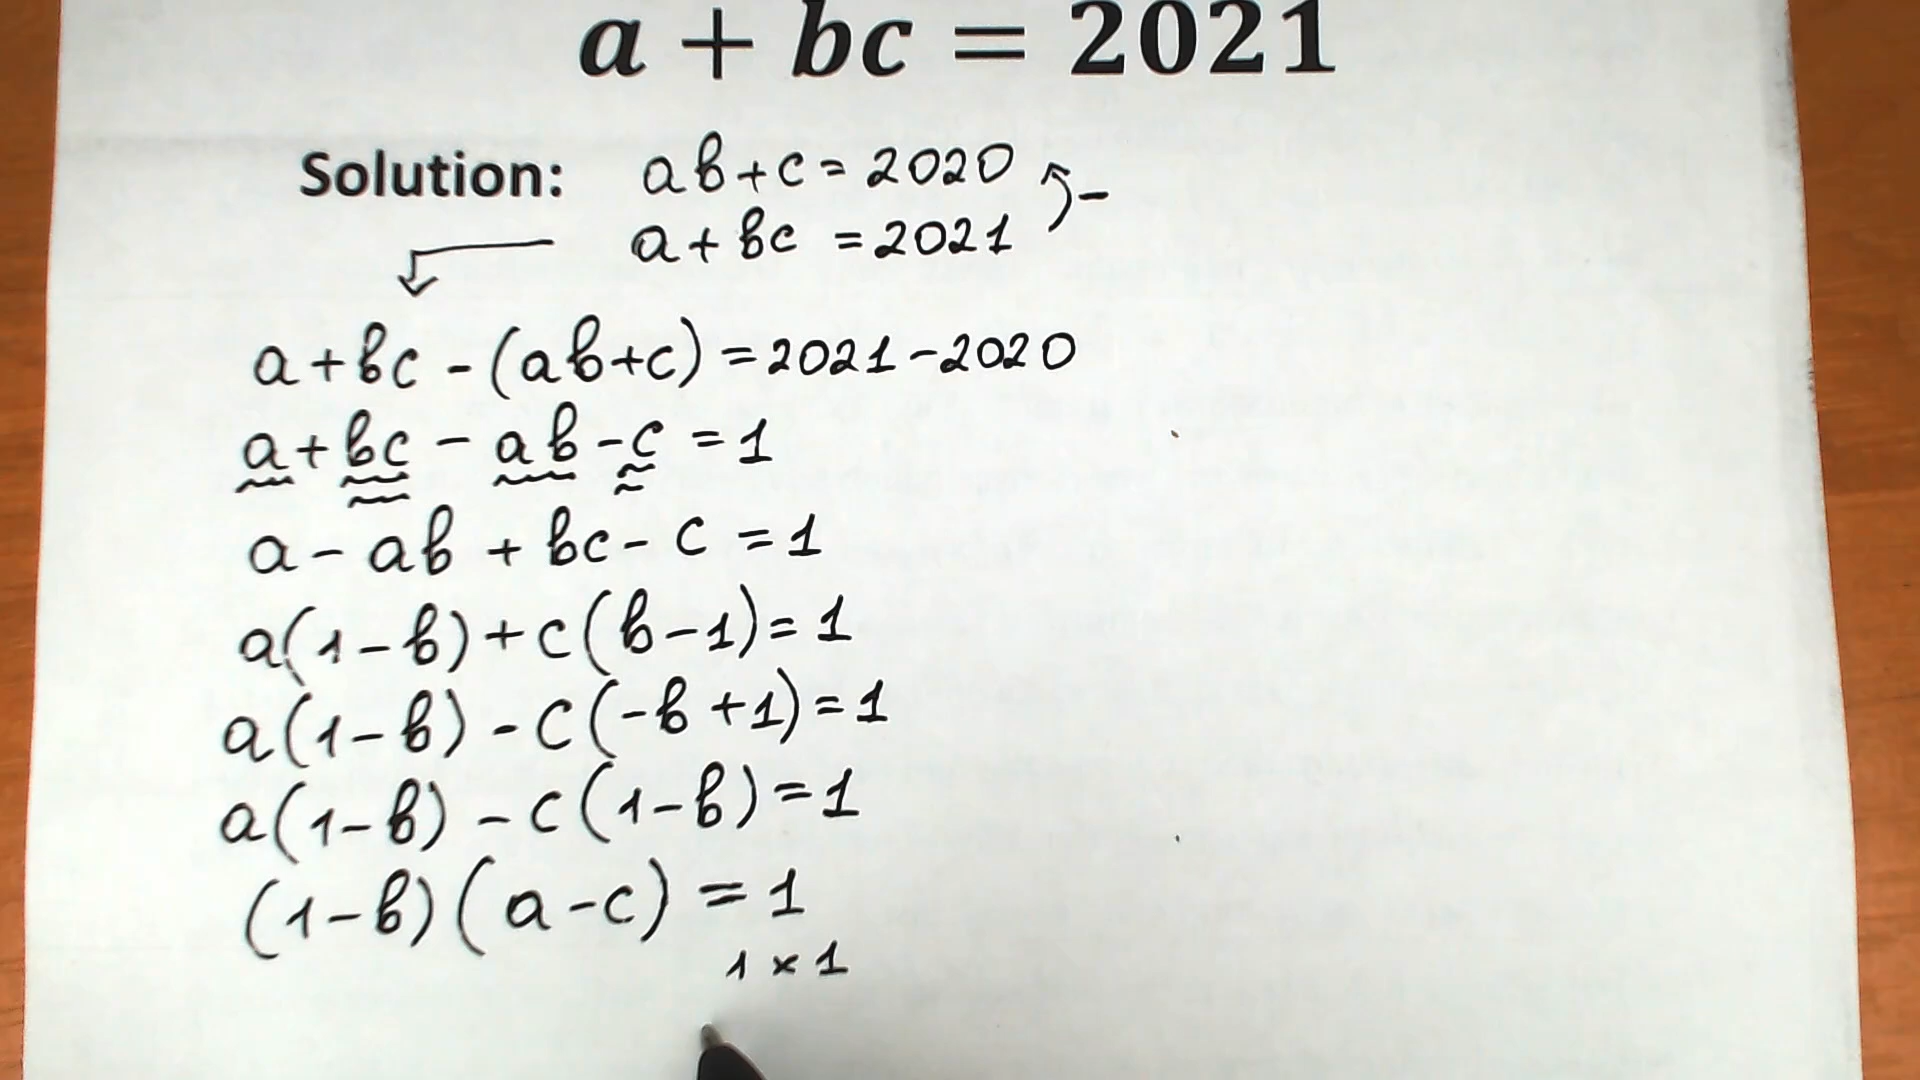 a + bc = 2021
Solution: ab+c=2020
a+bc =2021 -
a+bc-(ab+c)=2021-2020
a+bc-ab-c=1
a-ab+bc-c=1
a(1-b)+c(b-1)=1
a(1-b)-c(-b+1)=1
a(1-b)-c(1-b)=1
(1-b)(a-c)=1
1×1